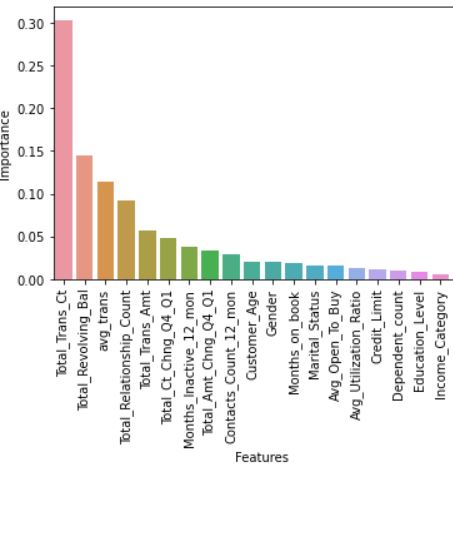 0.30
0.25
0.20
0.15
0.10
0.05
0.00
Importance
Total_Trans_Ct
Total_Revolving_Bal
avg_trans
Total_Relationship_Count
Total_Trans_Amt
Total_Ct_Chng_Q4_Q1
Months_Inactive_12_mon
Total_Amt_Chng_Q4_Q1
Contacts_Count_12_mon
Customer_Age
Gender
Months_on_book
Marital_Status
Avg_Open_To_Buy
Avg_Utilization_Ratio
Credit_Limit
Dependent_count
Education_Level
Income_Category
Features